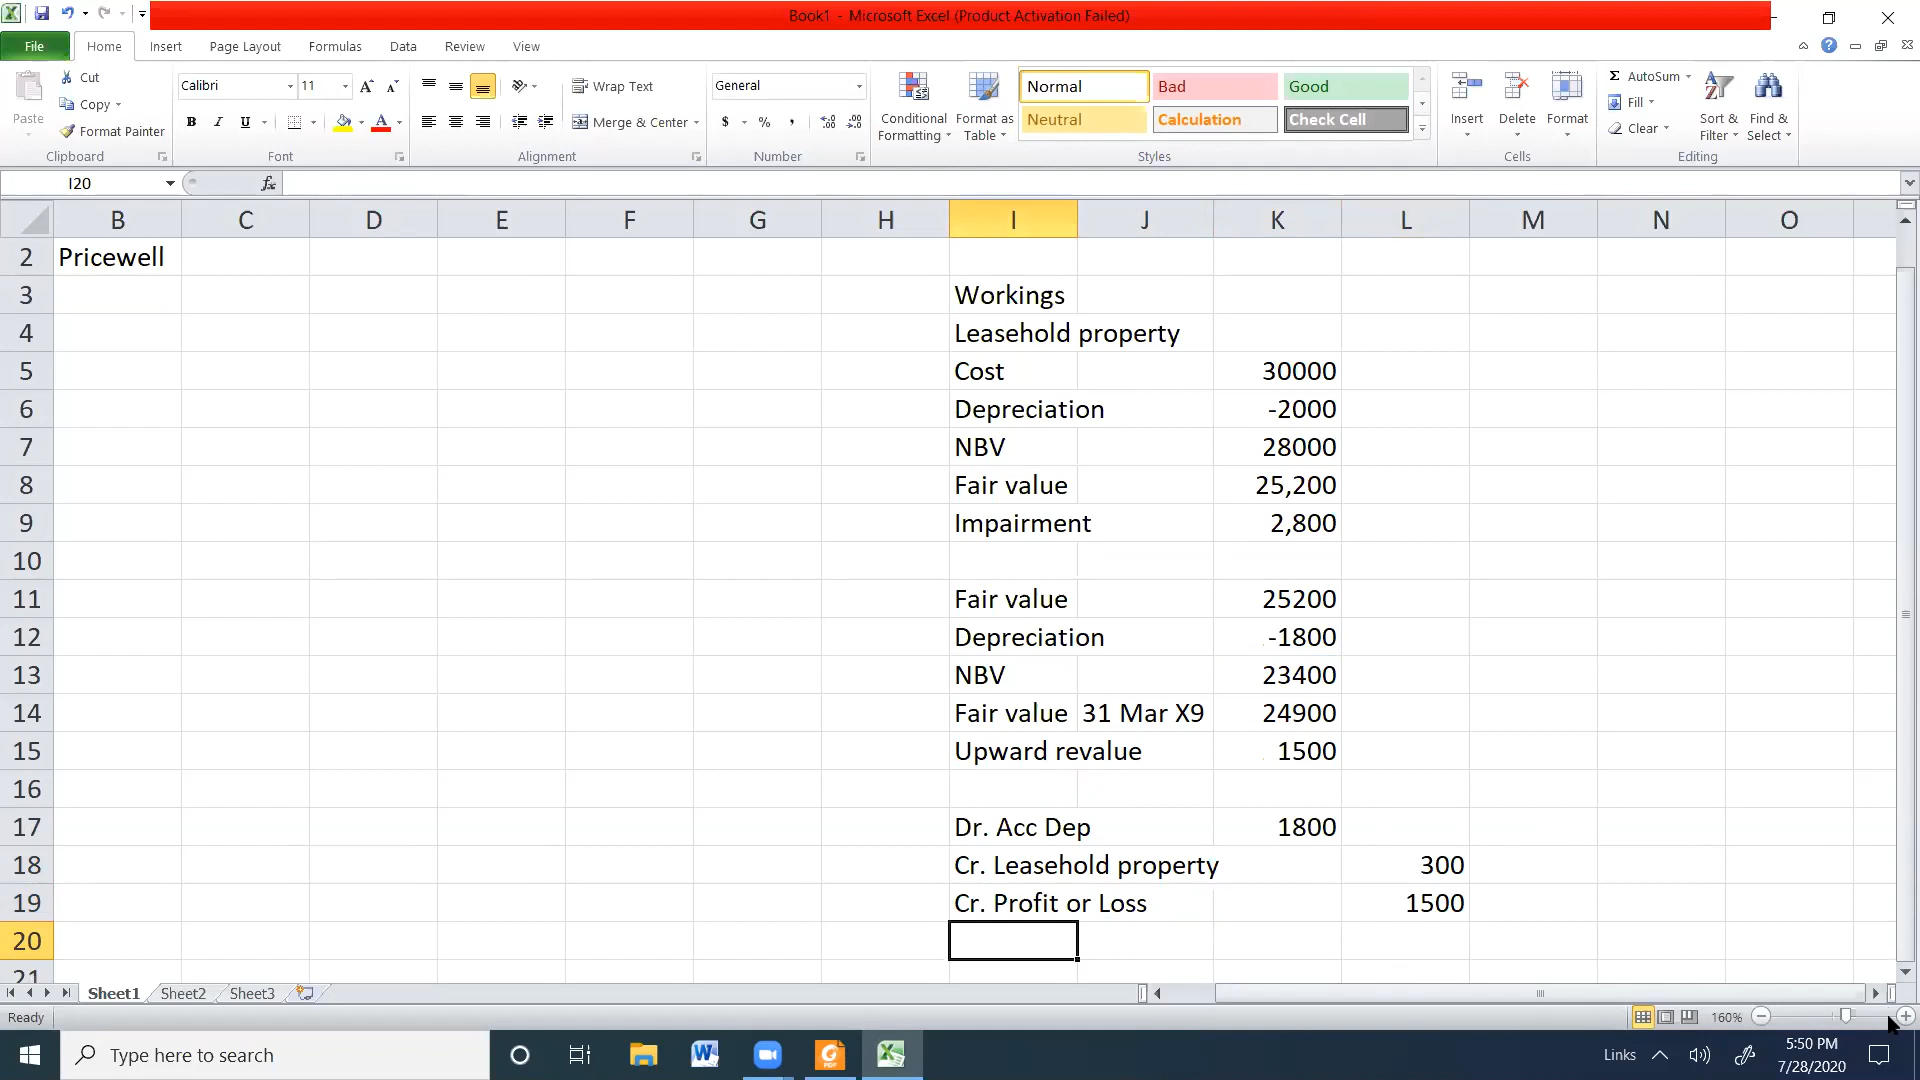 Book1 - Microsoft Excel (Product Activation Failed)
File Home Insert Page Layout Formulas Data Review View
Paste
Cut
Copy
Format Painter
Clipboard
Calibri 11
B I U
Font
Wrap Text
Merge & Center
Alignment
General
$ % ,
Number
Conditional Formatting
Format as Table
Normal Bad Good
Neutral Calculation Check Cell
Styles
Insert Delete Format
Cells
Σ AutoSum
Fill
Clear
Sort & Filter
Find & Select
Editing
I20 fx
B C D E F G H I J K L M N O
2 Pricewell
3 Workings
4 Leasehold property
5 Cost 30000
6 Depreciation -2000
7 NBV 28000
8 Fair value 25,200
9 Impairment 2,800
10
11 Fair value 25200
12 Depreciation -1800
13 NBV 23400
14 Fair value 31 Mar X9 24900
15 Upward revalue 1500
16
17 Dr. Acc Dep 1800
18 Cr. Leasehold property 300
19 Cr. Profit or Loss 1500
20
21
Sheet1 Sheet2 Sheet3
Ready 160%
Type here to search
Links
5:50 PM
7/28/2020